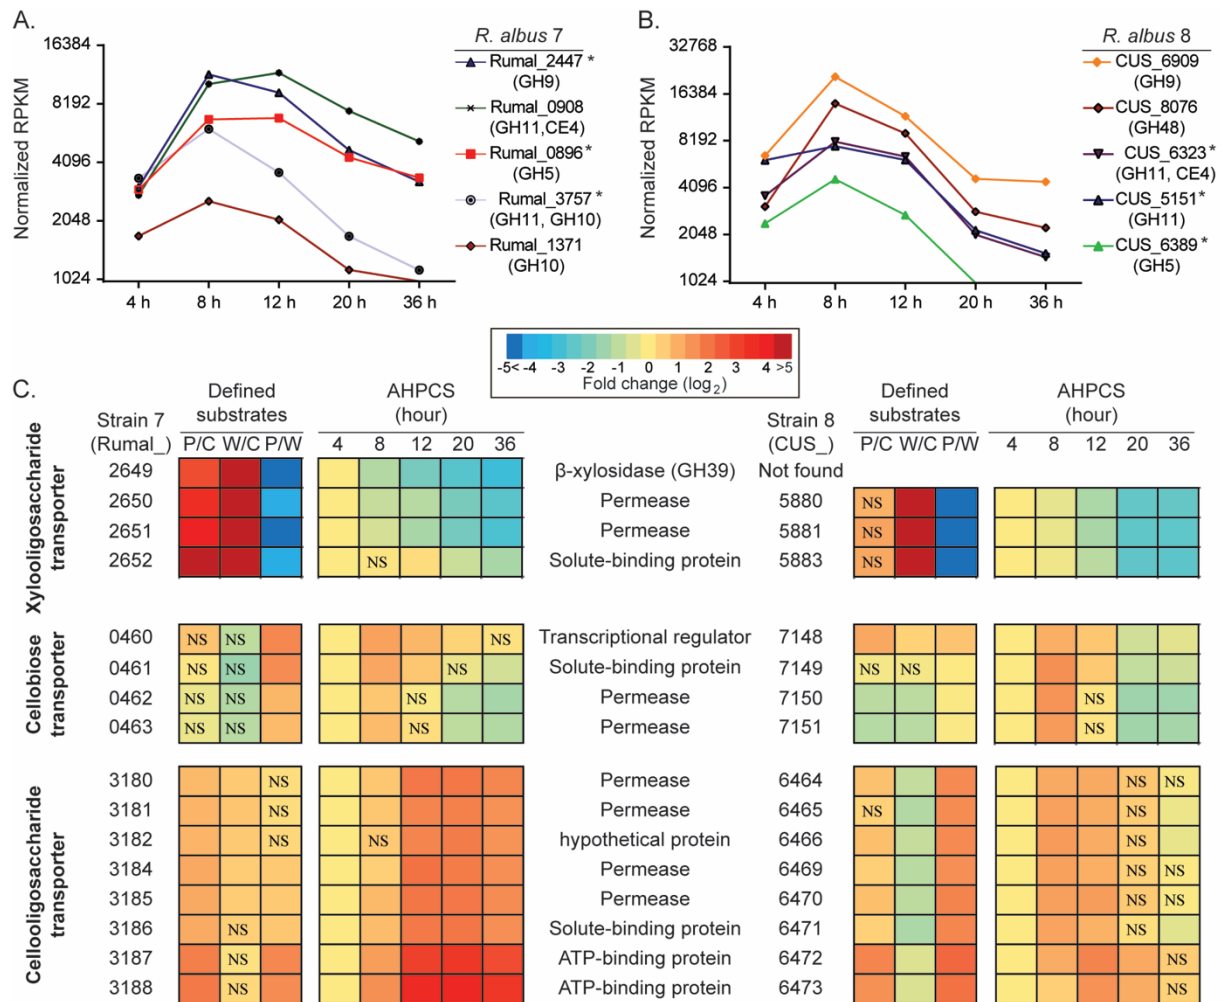 A.
R. albus 7
Normalized RPKM
16384
8192
4096
2048
1024
4 h 8 h 12 h 20 h 36 h
Rumal_2447 *
(GH9)
Rumal_0908
(GH11,CE4)
Rumal_0896 *
(GH5)
Rumal_3757 *
(GH11, GH10)
Rumal_1371
(GH10)
B.
R. albus 8
Normalized RPKM
32768
16384
8192
4096
2048
1024
4 h 8 h 12 h 20 h 36 h
CUS_6909
(GH9)
CUS_8076
(GH48)
CUS_6323 *
(GH11, CE4)
CUS_5151 *
(GH11)
CUS_6389 *
(GH5)
-5< -4 -3 -2 -1 0 1 2 3 4 >5
Fold change (log2)
C.
Strain 7
(Rumal_)
Defined
substrates
P/C W/C P/W
AHPCS
(hour)
4 8 12 20 36
Strain 8
(CUS_)
Defined
substrates
P/C W/C P/W
AHPCS
(hour)
4 8 12 20 36
Xylooligosaccharide
transporter
2649 β-xylosidase (GH39) Not found
2650 Permease 5880 NS
2651 Permease 5881 NS
2652 NS Solute-binding protein 5883 NS
Cellobiose
transporter
0460 NS NS NS Transcriptional regulator 7148
0461 NS NS NS Solute-binding protein 7149 NS NS
0462 NS NS NS Permease 7150 NS
0463 NS NS NS Permease 7151 NS
Cellooligosaccharide
transporter
3180 NS Permease 6464 NS NS
3181 NS Permease 6465 NS NS
3182 NS NS hypothetical protein 6466 NS
3184 Permease 6469 NS NS
3185 Permease 6470 NS NS
3186 NS Solute-binding protein 6471 NS
3187 NS ATP-binding protein 6472 NS
3188 NS ATP-binding protein 6473 NS